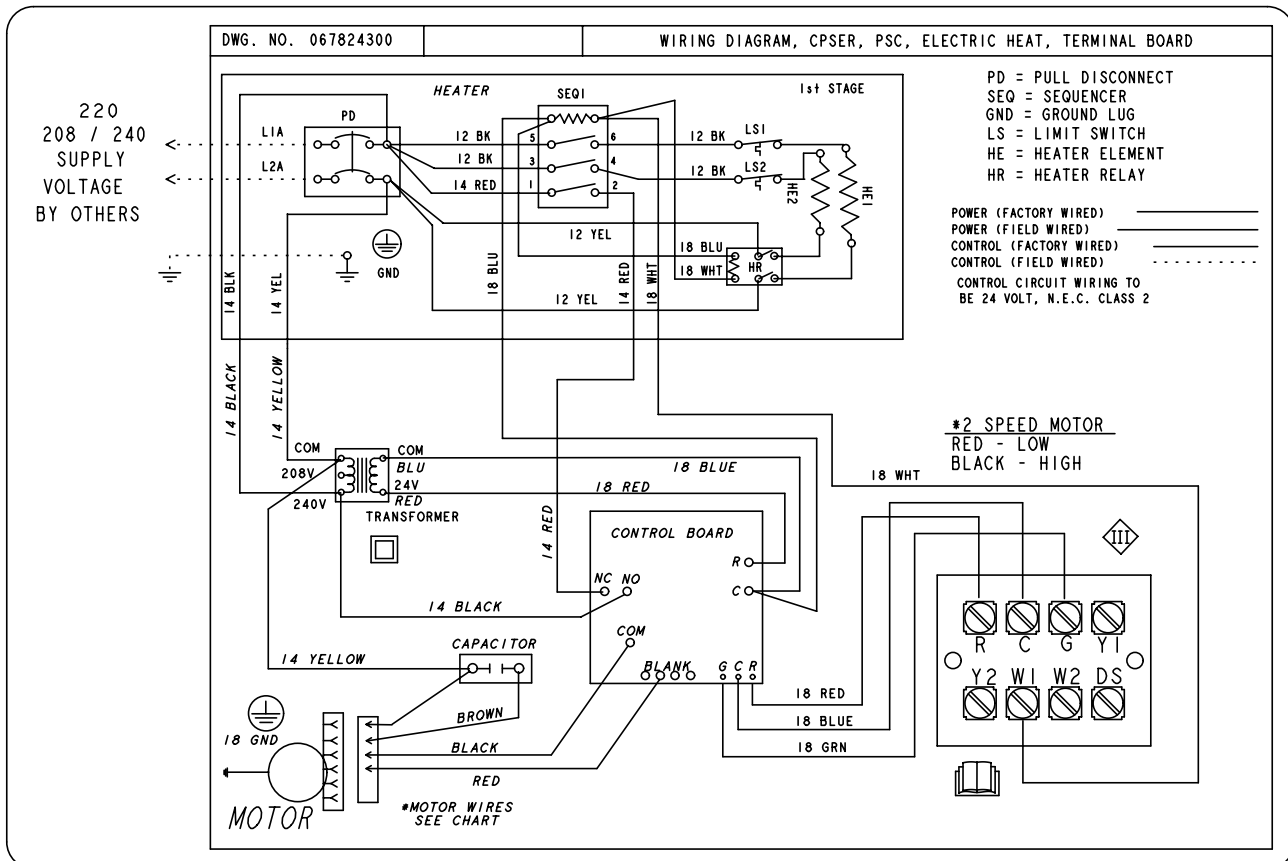 DWG. NO. 067824300
WIRING DIAGRAM, CPSER, PSC, ELECTRIC HEAT, TERMINAL BOARD
220
208 / 240
SUPPLY
VOLTAGE
BY OTHERS
HEATER
SEQ1
1st STAGE
PD
L1A
L2A
12 BK
12 BK
14 RED
5
6
3
4
1
2
12 BK
LS1
12 BK
LS2
HE2
HE1
PD = PULL DISCONNECT
SEQ = SEQUENCER
GND = GROUND LUG
LS = LIMIT SWITCH
HE = HEATER ELEMENT
HR = HEATER RELAY
POWER (FACTORY WIRED)
POWER (FIELD WIRED)
CONTROL (FACTORY WIRED)
CONTROL (FIELD WIRED)
CONTROL CIRCUIT WIRING TO
BE 24 VOLT, N.E.C. CLASS 2
GND
12 YEL
18 BLU
18 WHT
HR
12 YEL
14 BLK
14 YEL
18 BLU
14 RED
18 WHT
14 BLACK
14 YELLOW
*2 SPEED MOTOR
RED - LOW
BLACK - HIGH
COM
208V
240V
COM
BLU
24V
RED
TRANSFORMER
18 BLUE
18 RED
18 WHT
14 RED
CONTROL BOARD
R
C
NC NO
COM
BLANK
G C R
14 BLACK
14 YELLOW
CAPACITOR
BROWN
BLACK
RED
18 GND
MOTOR
*MOTOR WIRES
SEE CHART
18 RED
18 BLUE
18 GRN
III
R C G Y1
Y2 W1 W2 DS